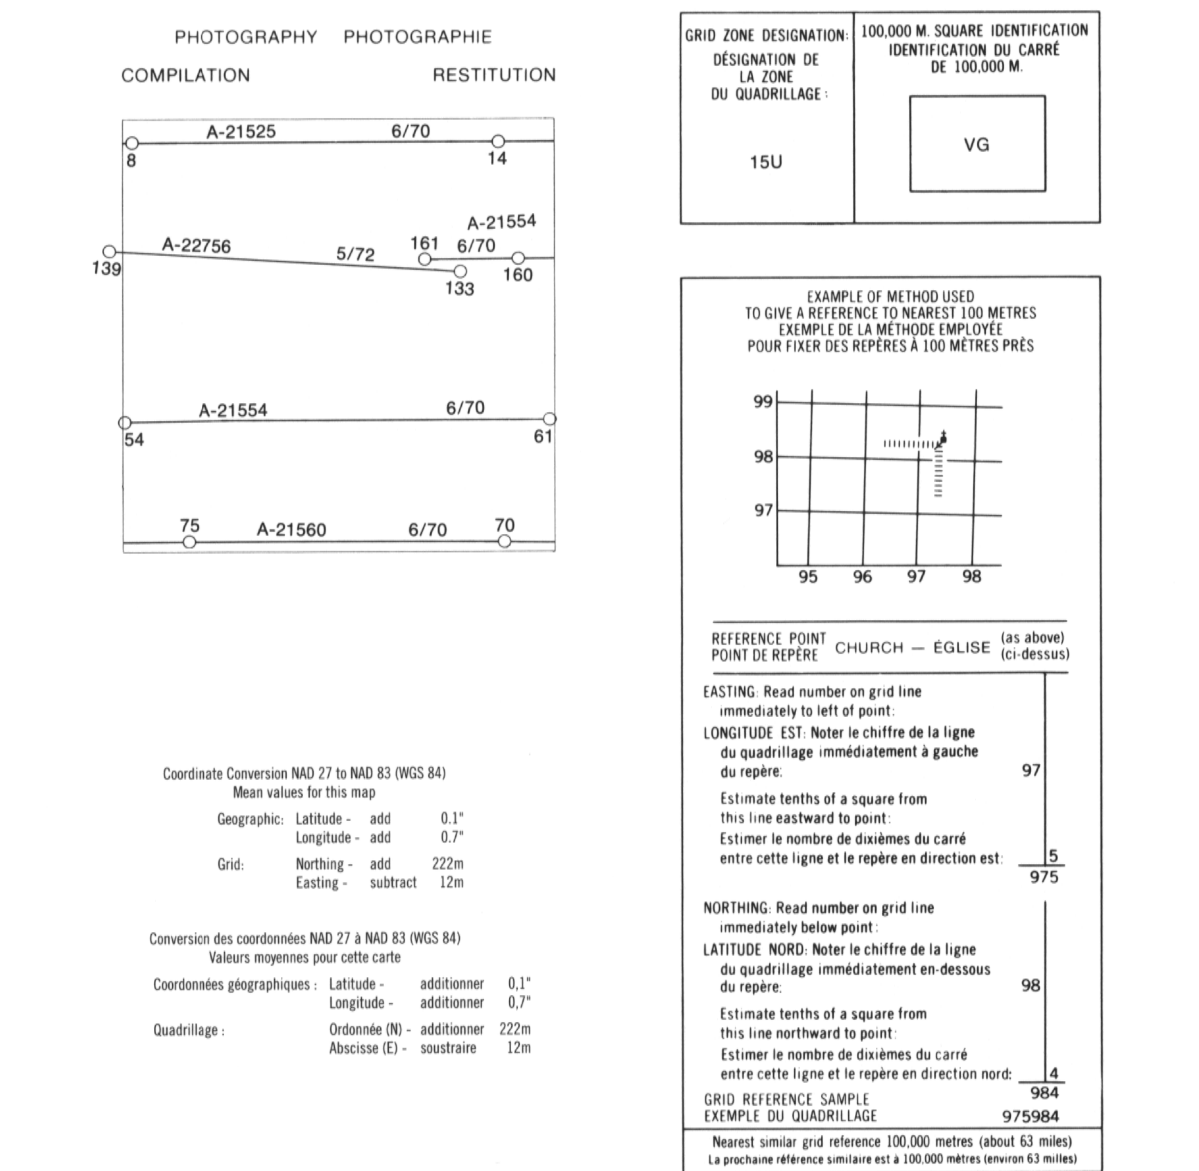 PHOTOGRAPHY PHOTOGRAPHIE
COMPILATION RESTITUTION
A-21525 6/70
8 14
A-21554
A-22756 5/72 161 6/70
139 133 160
A-21554 6/70
54 61
75 A-21560 6/70 70
Coordinate Conversion NAD 27 to NAD 83 (WGS 84)
Mean values for this map
Geographic: Latitude - add 0.1"
Longitude - add 0.7"
Grid: Northing - add 222m
Easting - subtract 12m
Conversion des coordonnées NAD 27 à NAD 83 (WGS 84)
Valeurs moyennes pour cette carte
Coordonnées géographiques : Latitude - additionner 0,1"
Longitude - additionner 0,7"
Quadrillage : Ordonnée (N) - additionner 222m
Abscisse (E) - soustraire 12m
GRID ZONE DESIGNATION:
DÉSIGNATION DE
LA ZONE
DU QUADRILLAGE :
15U
100,000 M. SQUARE IDENTIFICATION
IDENTIFICATION DU CARRÉ
DE 100,000 M.
VG
EXAMPLE OF METHOD USED
TO GIVE A REFERENCE TO NEAREST 100 METRES
EXEMPLE DE LA MÉTHODE EMPLOYÉE
POUR FIXER DES REPÈRES À 100 MÈTRES PRÈS
99
98
97
95 96 97 98
REFERENCE POINT
POINT DE REPÈRE
CHURCH — ÉGLISE
(as above)
(ci-dessus)
EASTING: Read number on grid line
immediately to left of point:
LONGITUDE EST: Noter le chiffre de la ligne
du quadrillage immédiatement à gauche
du repère: 97
Estimate tenths of a square from
this line eastward to point:
Estimer le nombre de dixièmes du carré
entre cette ligne et le repère en direction est: 5
975
NORTHING: Read number on grid line
immediately below point:
LATITUDE NORD: Noter le chiffre de la ligne
du quadrillage immédiatement en-dessous
du repère: 98
Estimate tenths of a square from
this line northward to point:
Estimer le nombre de dixièmes du carré
entre cette ligne et le repère en direction nord: 4
984
GRID REFERENCE SAMPLE
EXEMPLE DU QUADRILLAGE 975984
Nearest similar grid reference 100,000 metres (about 63 miles)
La prochaine référence similaire est à 100,000 mètres (environ 63 milles)